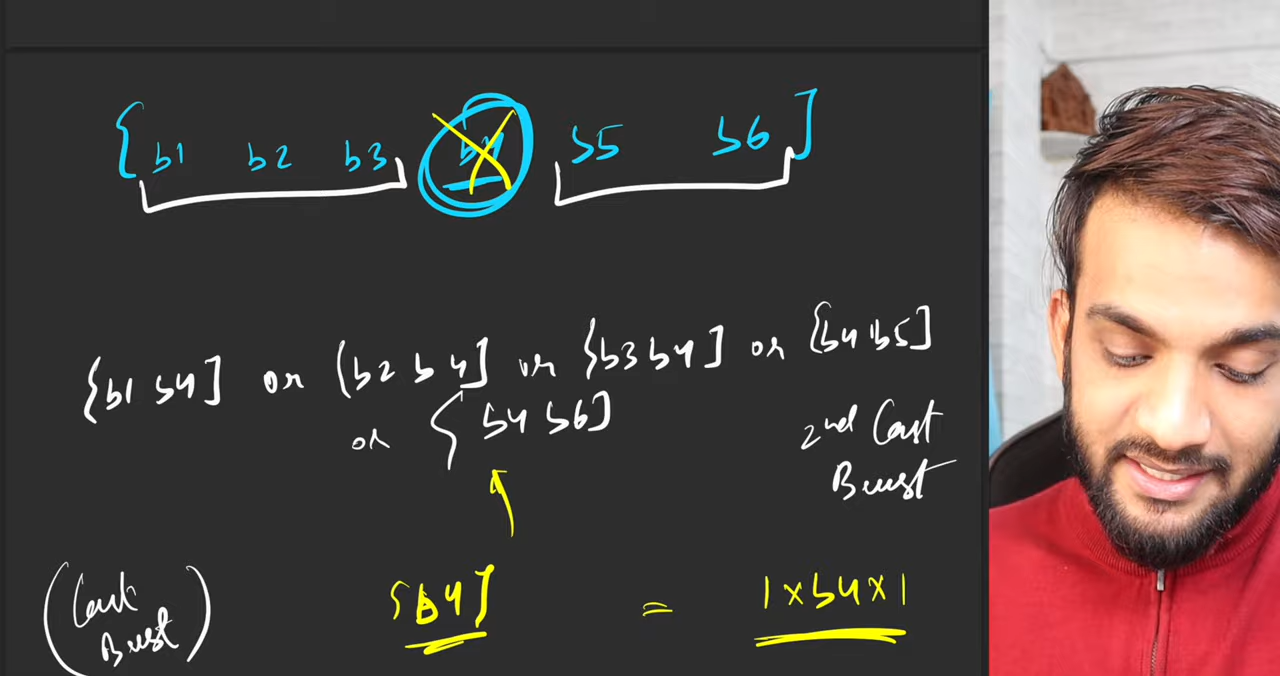 { b1 b2 b3 b4 b5 b6 ]
{b1 b4] or {b2 b4] or {b3 b4] or {b4 b5]
or { b4 b6]
2nd Last
Burst
(Last
Burst)
{b4] = 1 x b4 x 1